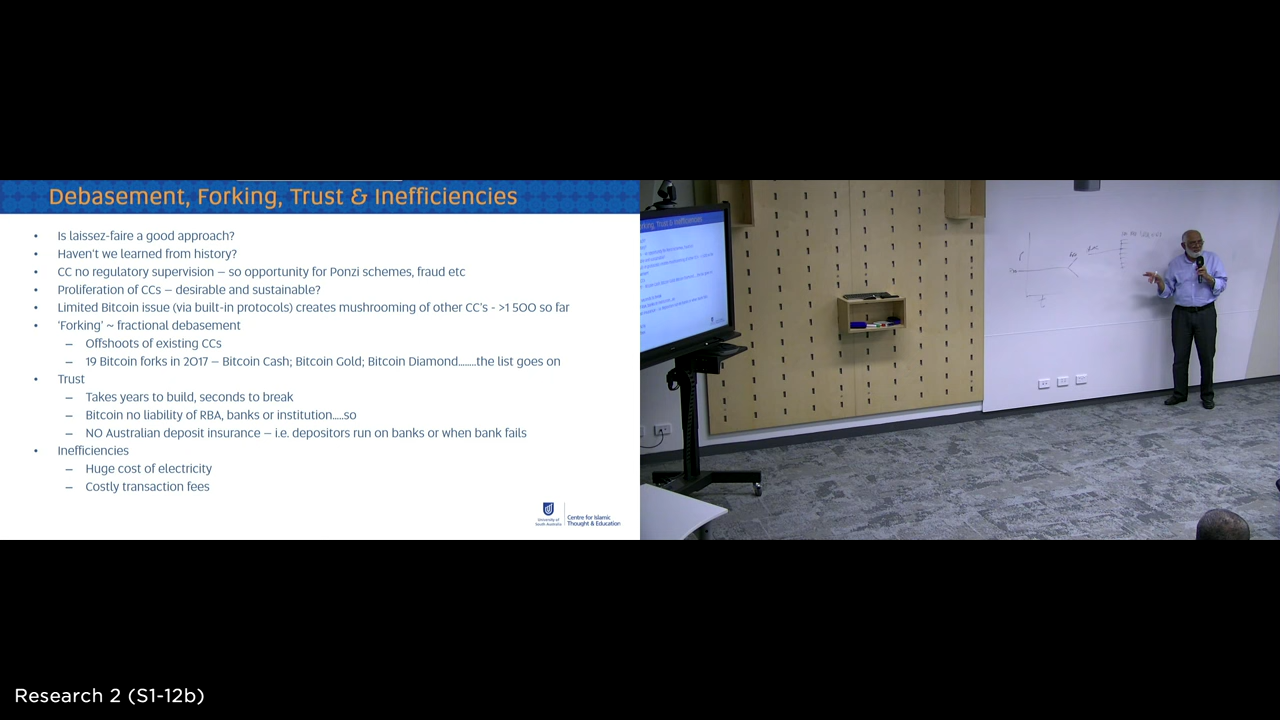 Debasement, Forking, Trust & Inefficiencies
• Is laissez-faire a good approach?
• Haven't we learned from history?
• CC no regulatory supervision – so opportunity for Ponzi schemes, fraud etc
• Proliferation of CCs – desirable and sustainable?
• Limited Bitcoin issue (via built-in protocols) creates mushrooming of other CC's - >1 500 so far
• 'Forking' ~ fractional debasement
– Offshoots of existing CCs
– 19 Bitcoin forks in 2017 – Bitcoin Cash; Bitcoin Gold; Bitcoin Diamond........the list goes on
• Trust
– Takes years to build, seconds to break
– Bitcoin no liability of RBA, banks or institution.....so
– NO Australian deposit insurance – i.e. depositors run on banks or when bank fails
• Inefficiencies
– Huge cost of electricity
– Costly transaction fees
University of
South Australia
Centre for Islamic
Thought & Education
Trust & Inefficiencies
Research 2 (S1-12b)